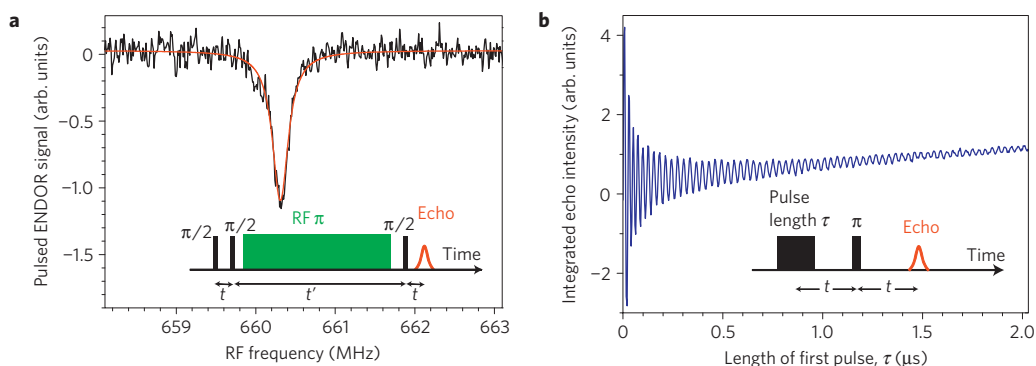 a
Pulsed ENDOR signal (arb. units)
0
−0.5
−1.0
−1.5
π/2
π/2
RF π
π/2
Echo
Time
t
t′
t
659
660
661
662
663
RF frequency (MHz)
b
Integrated echo intensity (arb. units)
4
2
0
−2
Pulse
length τ
π
Echo
Time
t
t
0
0.5
1.0
1.5
2.0
Length of first pulse, τ (μs)